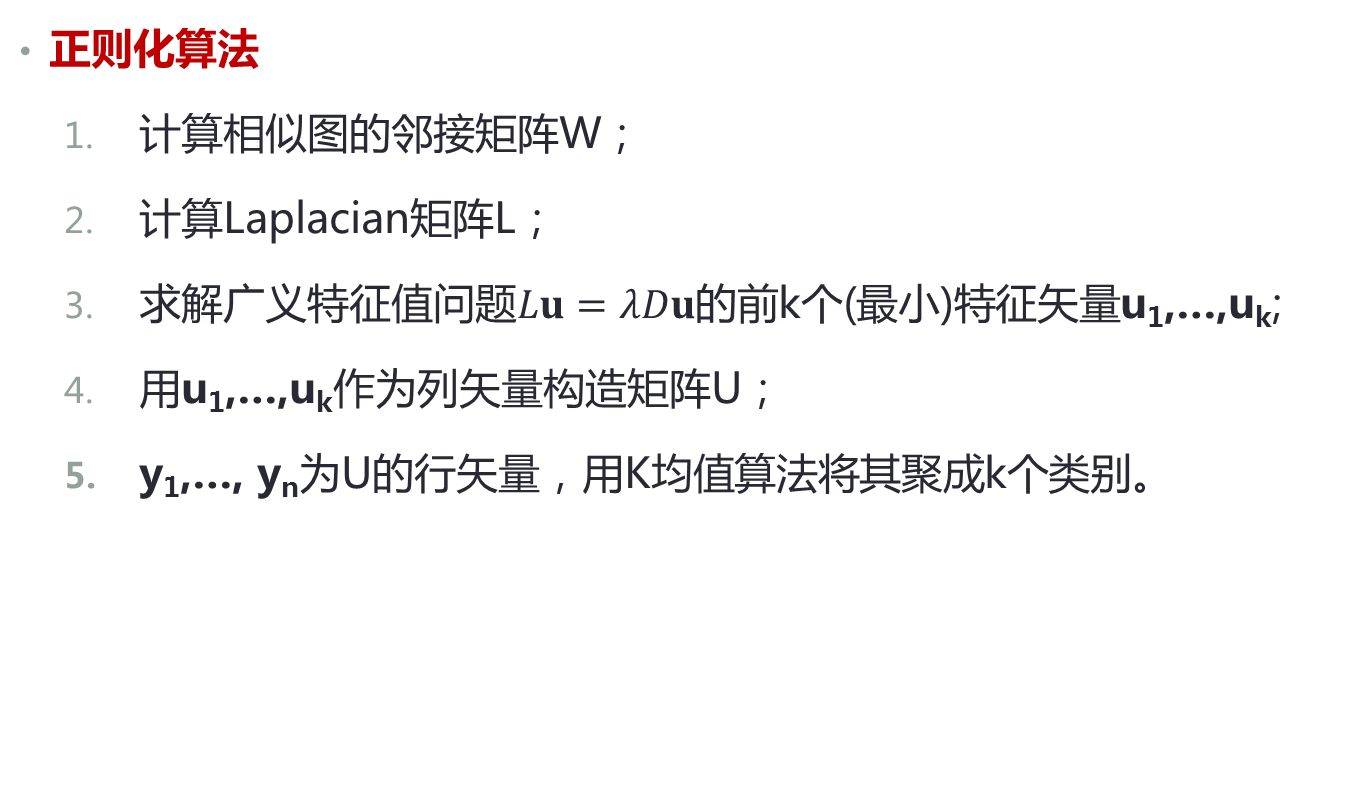 • 正则化算法
1. 计算相似图的邻接矩阵W；
2. 计算Laplacian矩阵L；
3. 求解广义特征值问题Lu = λDu的前k个(最小)特征矢量u₁,…,uₖ;
4. 用u₁,…,uₖ作为列矢量构造矩阵U；
5. y₁,…, yₙ为U的行矢量，用K均值算法将其聚成k个类别。